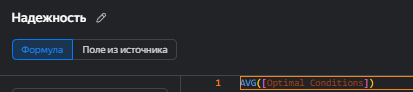 Надежность
Формула Поле из источника
1 AVG([Optimal Conditions])